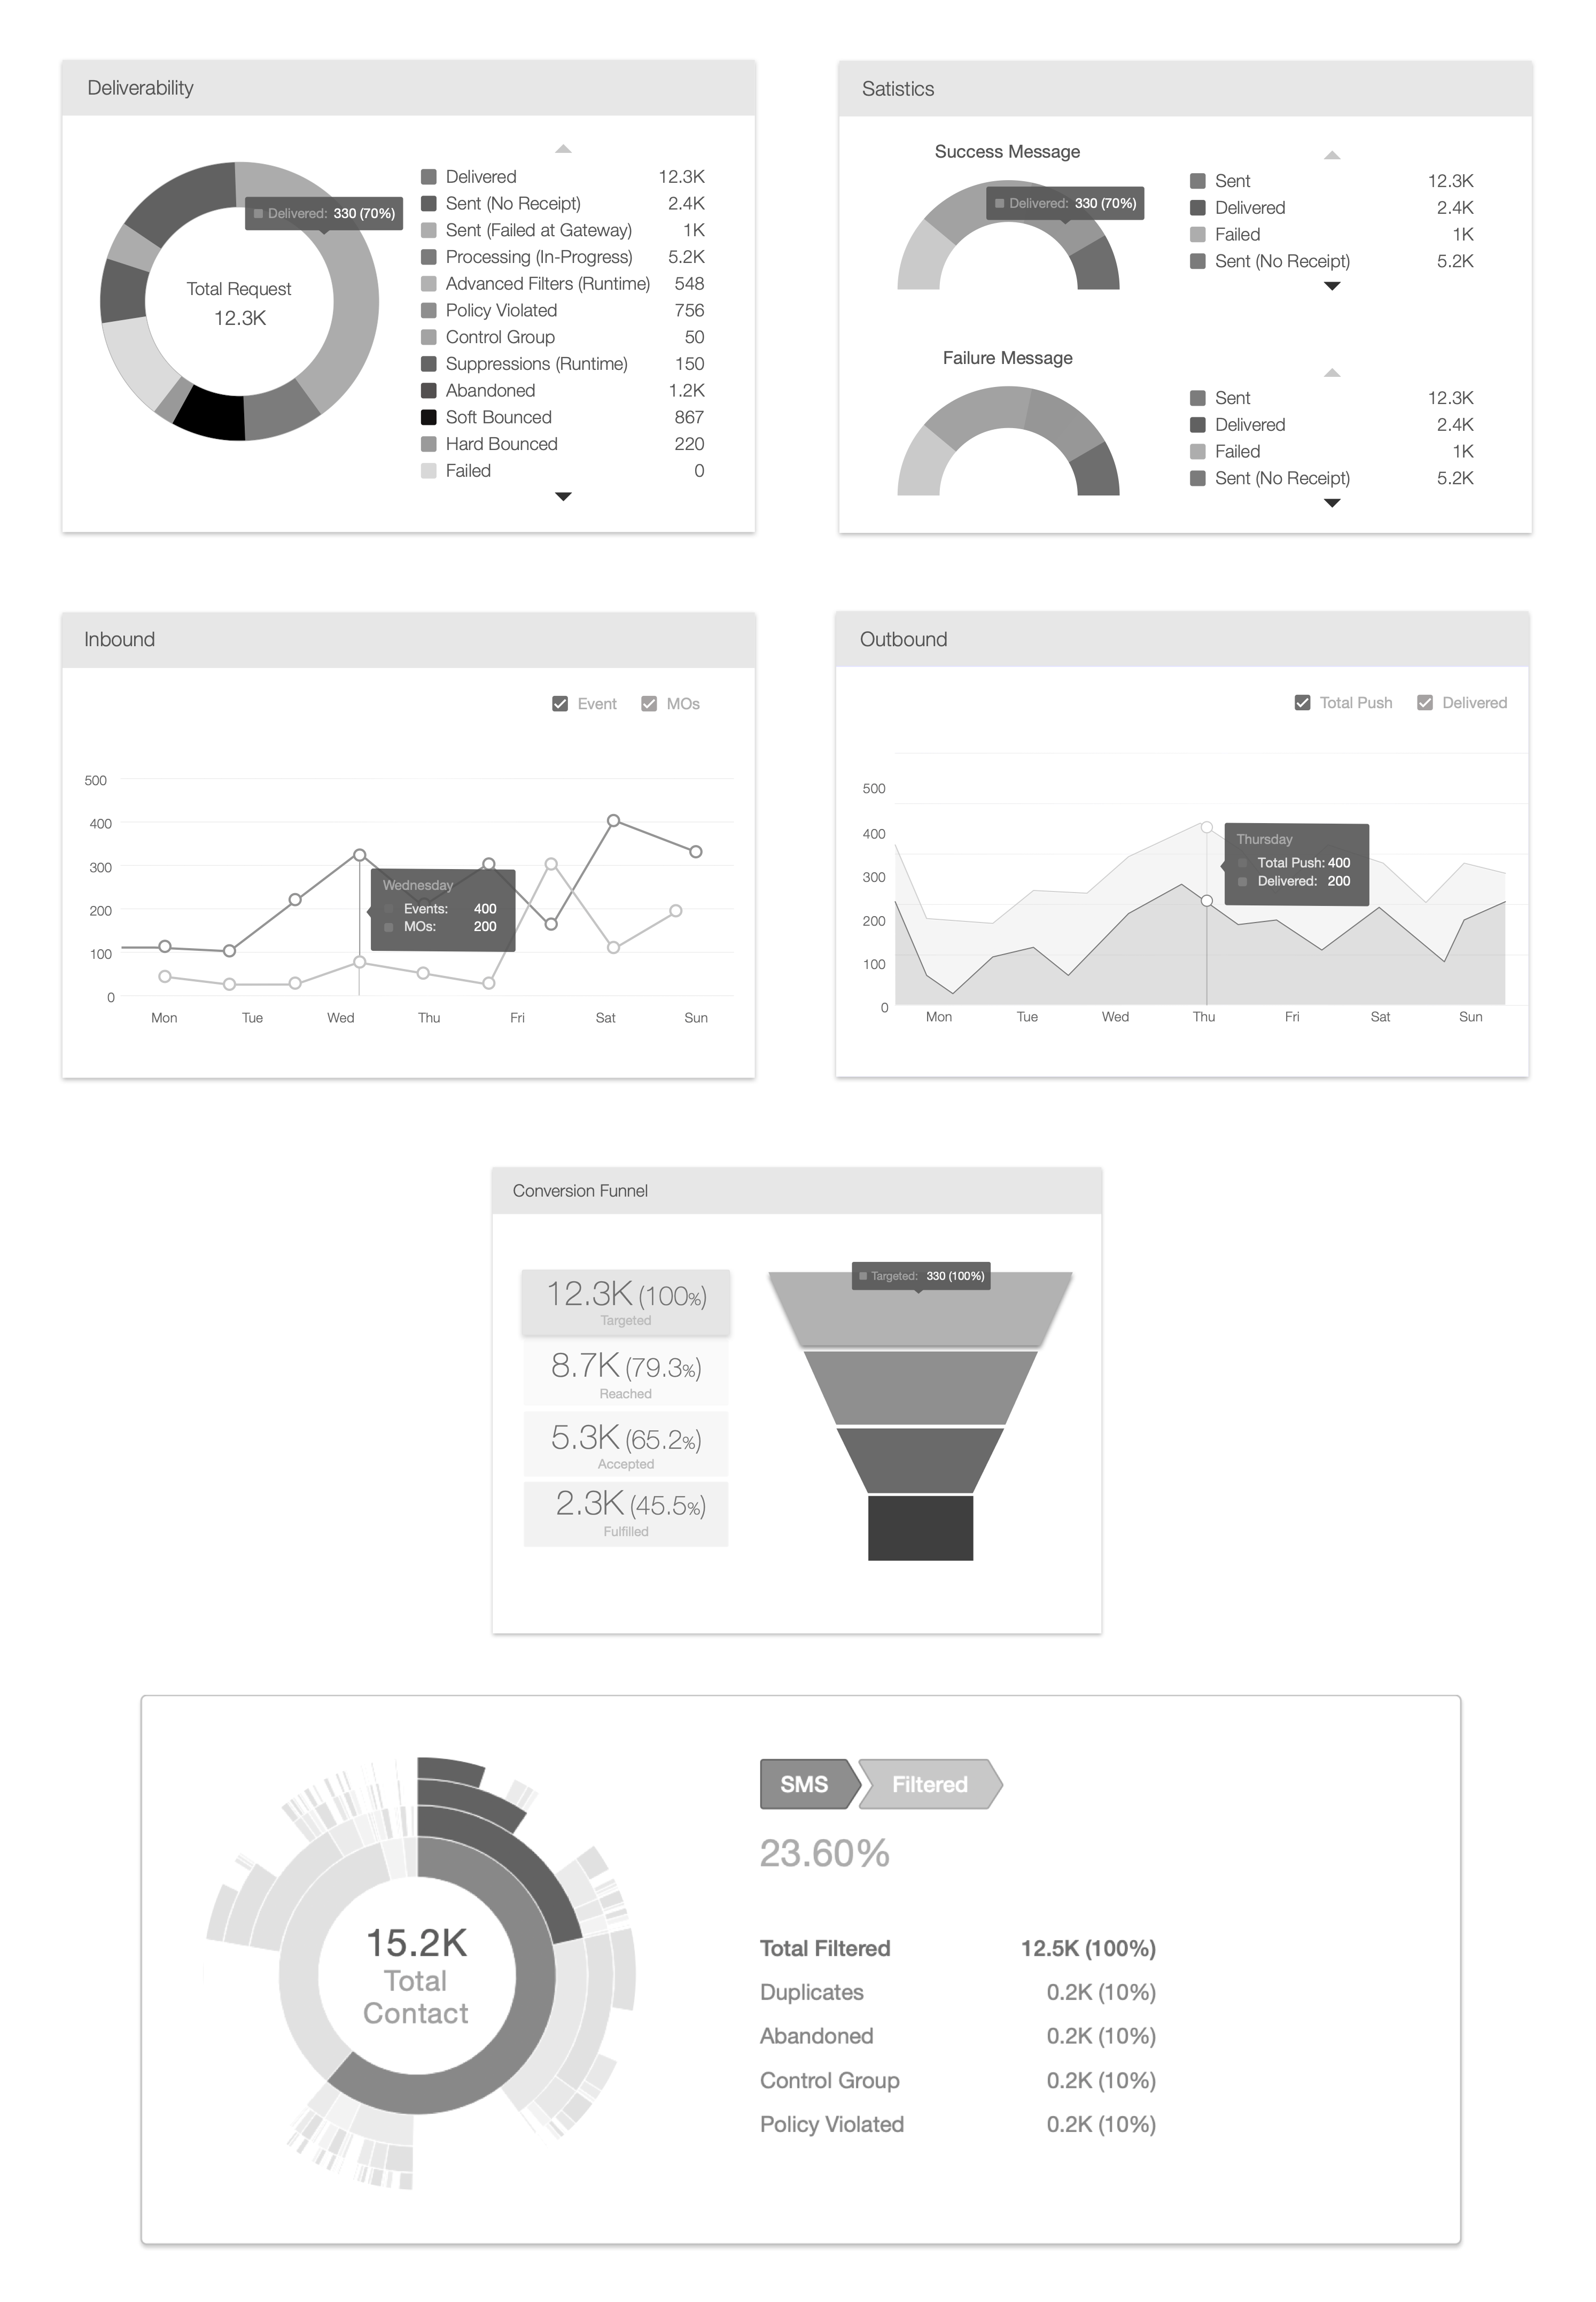 Deliverability
Delivered: 330 (70%)
Total Request
12.3K
Delivered 12.3K
Sent (No Receipt) 2.4K
Sent (Failed at Gateway) 1K
Processing (In-Progress) 5.2K
Advanced Filters (Runtime) 548
Policy Violated 756
Control Group 50
Suppressions (Runtime) 150
Abandoned 1.2K
Soft Bounced 867
Hard Bounced 220
Failed 0
Satistics
Success Message
Delivered: 330 (70%)
Sent 12.3K
Delivered 2.4K
Failed 1K
Sent (No Receipt) 5.2K
Failure Message
Sent 12.3K
Delivered 2.4K
Failed 1K
Sent (No Receipt) 5.2K
Inbound
Event MOs
500
400
300
200
100
0
Wednesday
Events: 400
MOs: 200
Mon Tue Wed Thu Fri Sat Sun
Outbound
Total Push Delivered
500
400
300
200
100
0
Thursday
Total Push: 400
Delivered: 200
Mon Tue Wed Thu Fri Sat Sun
Conversion Funnel
12.3K (100%)
Targeted
8.7K (79.3%)
Reached
5.3K (65.2%)
Accepted
2.3K (45.5%)
Fulfilled
Targeted: 330 (100%)
15.2K
Total
Contact
SMS Filtered
23.60%
Total Filtered 12.5K (100%)
Duplicates 0.2K (10%)
Abandoned 0.2K (10%)
Control Group 0.2K (10%)
Policy Violated 0.2K (10%)